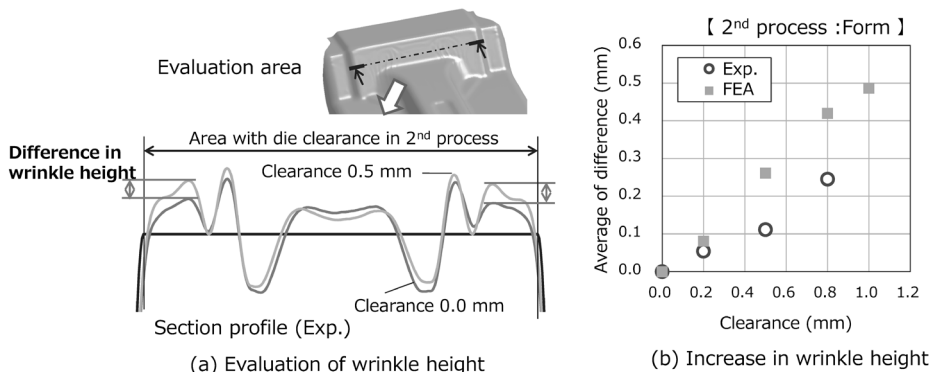 Evaluation area
Area with die clearance in 2nd process
Difference in
wrinkle height
Clearance 0.5 mm
Clearance 0.0 mm
Section profile (Exp.)
(a) Evaluation of wrinkle height
【 2nd process :Form 】
Average of difference (mm)
0.6
0.5
0.4
0.3
0.2
0.1
0.0
Exp.
FEA
0.0 0.2 0.4 0.6 0.8 1.0 1.2
Clearance (mm)
(b) Increase in wrinkle height